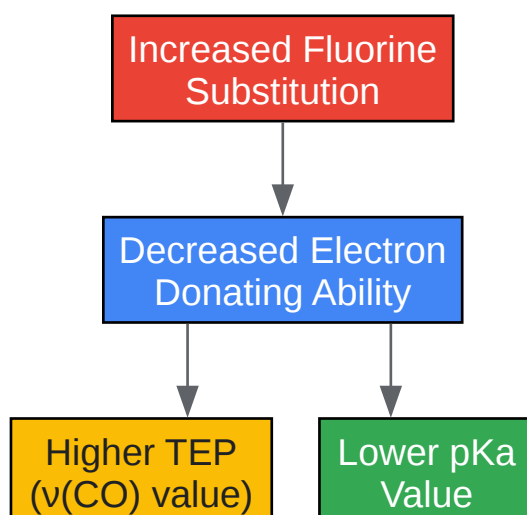 Increased Fluorine
Substitution
Decreased Electron
Donating Ability
Higher TEP
(ν(CO) value)
Lower pKa
Value